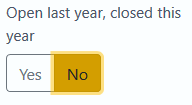 Open last year, closed this
year
Yes No